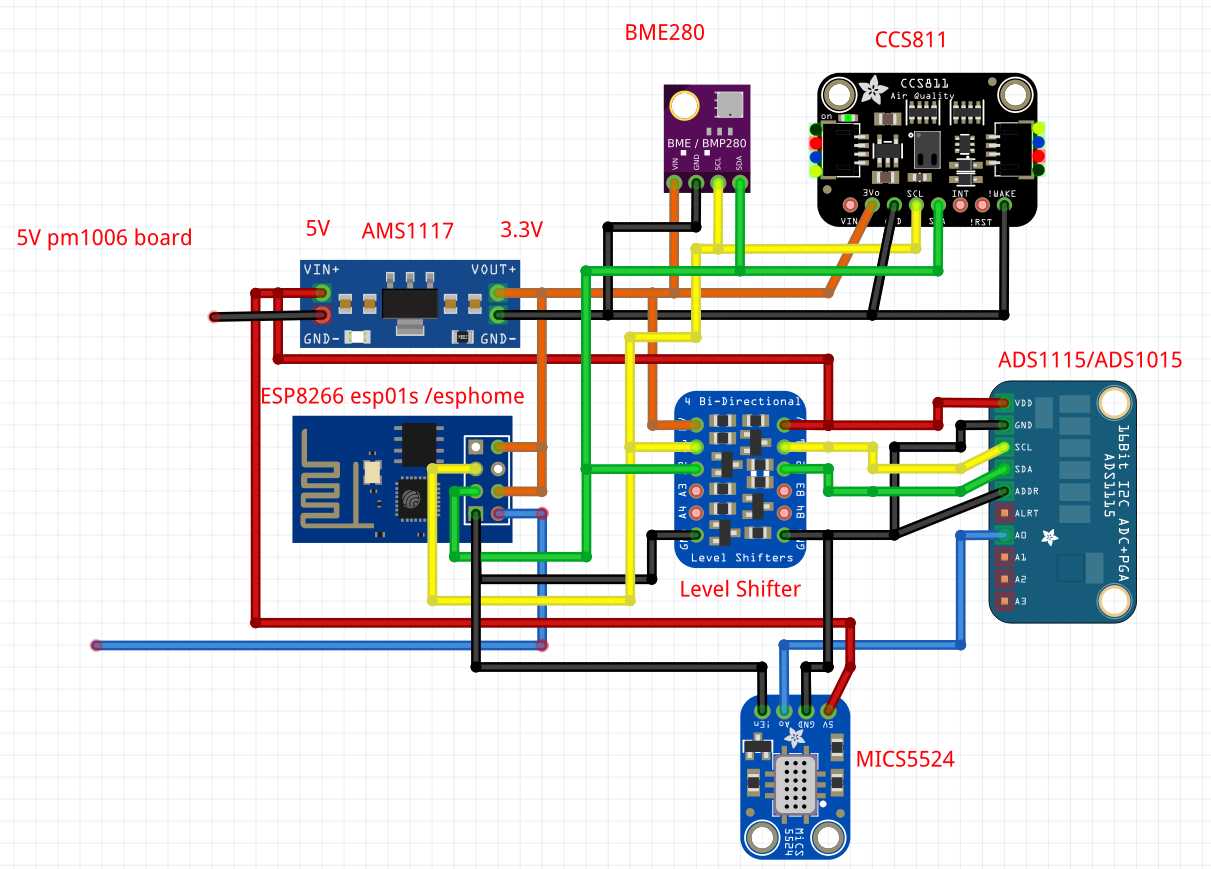 BME280
CCS811
CCS811
Air Quality
on
BME / BMP280
VIN
GND
SCL
SDA
3Vo
SCL
INT
!WAKE
VIN
!RST
5V pm1006 board
5V
AMS1117
3.3V
VIN+
VOUT+
GND-
GND-
ESP8266 esp01s /esphome
4 Bi-Directional
A3
B3
A4
B4
Level Shifters
Level Shifter
ADS1115/ADS1015
VDD
GND
SCL
SDA
ADDR
ALRT
A0
A1
A2
A3
16Bit I2C ADC+PGA
ADS1115
!En
Ao
GND
5V
MICS5524
MiCS
5524